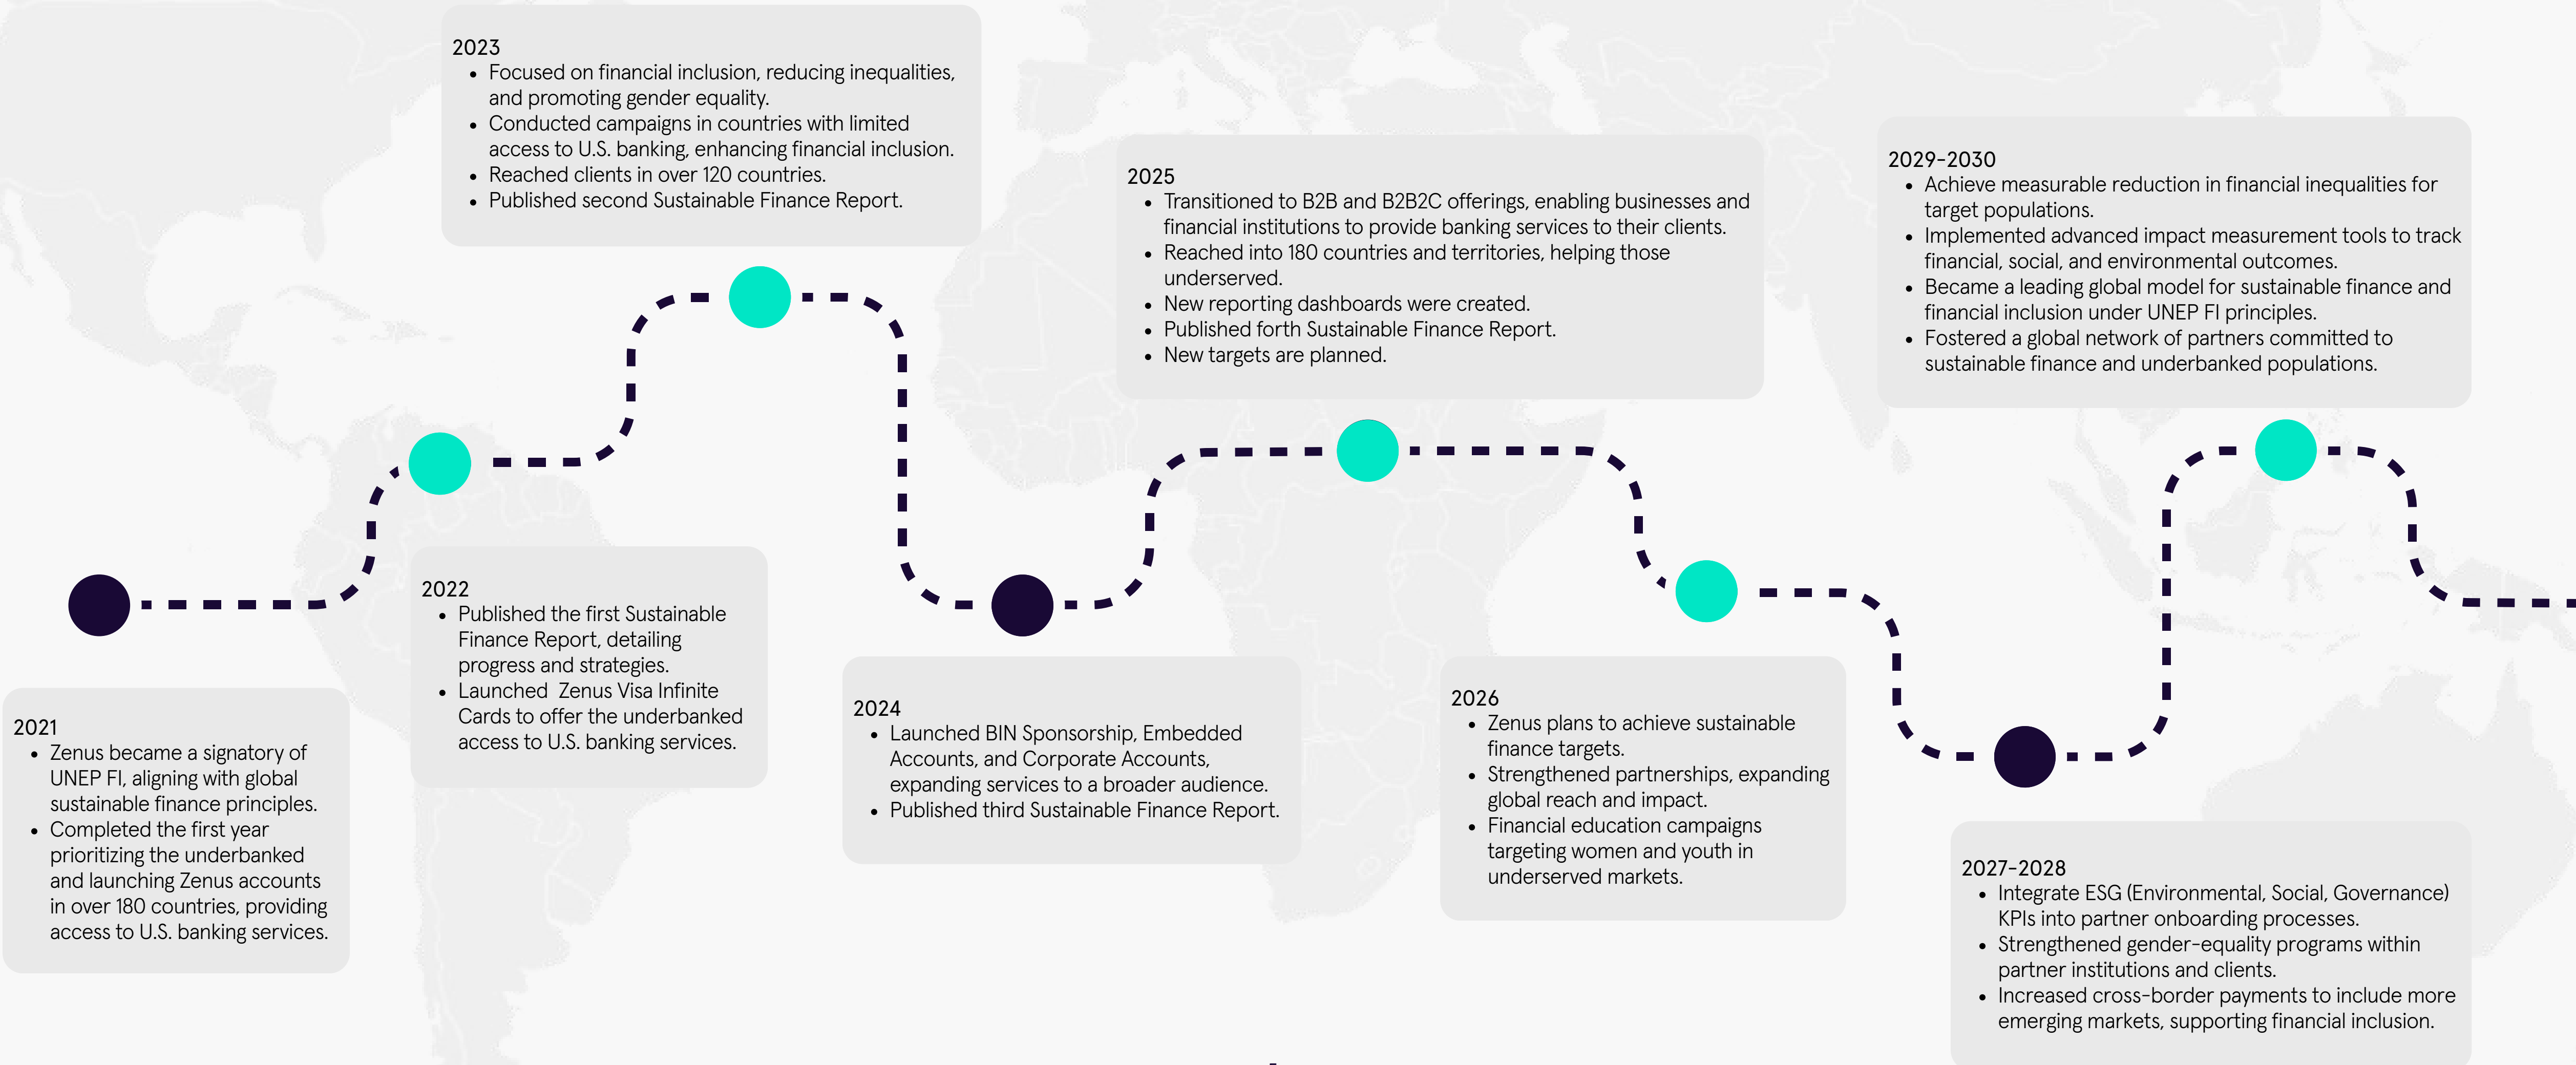 2021
• Zenus became a signatory of
UNEP FI, aligning with global
sustainable finance principles.
• Completed the first year
prioritizing the underbanked
and launching Zenus accounts
in over 180 countries, providing
access to U.S. banking services.
2022
• Published the first Sustainable
Finance Report, detailing
progress and strategies.
• Launched  Zenus Visa Infinite
Cards to offer the underbanked
access to U.S. banking services.
2023
• Focused on financial inclusion, reducing inequalities,
and promoting gender equality.
• Conducted campaigns in countries with limited
access to U.S. banking, enhancing financial inclusion.
• Reached clients in over 120 countries.
• Published second Sustainable Finance Report.
2024
• Launched BIN Sponsorship, Embedded
Accounts, and Corporate Accounts,
expanding services to a broader audience.
• Published third Sustainable Finance Report.
2025
• Transitioned to B2B and B2B2C offerings, enabling businesses and
financial institutions to provide banking services to their clients.
• Reached into 180 countries and territories, helping those
underserved.
• New reporting dashboards were created.
• Published forth Sustainable Finance Report.
• New targets are planned.
2026
• Zenus plans to achieve sustainable
finance targets.
• Strengthened partnerships, expanding
global reach and impact.
• Financial education campaigns
targeting women and youth in
underserved markets.
2027-2028
• Integrate ESG (Environmental, Social, Governance)
KPIs into partner onboarding processes.
• Strengthened gender-equality programs within
partner institutions and clients.
• Increased cross-border payments to include more
emerging markets, supporting financial inclusion.
2029-2030
• Achieve measurable reduction in financial inequalities for
target populations.
• Implemented advanced impact measurement tools to track
financial, social, and environmental outcomes.
• Became a leading global model for sustainable finance and
financial inclusion under UNEP FI principles.
• Fostered a global network of partners committed to
sustainable finance and underbanked populations.